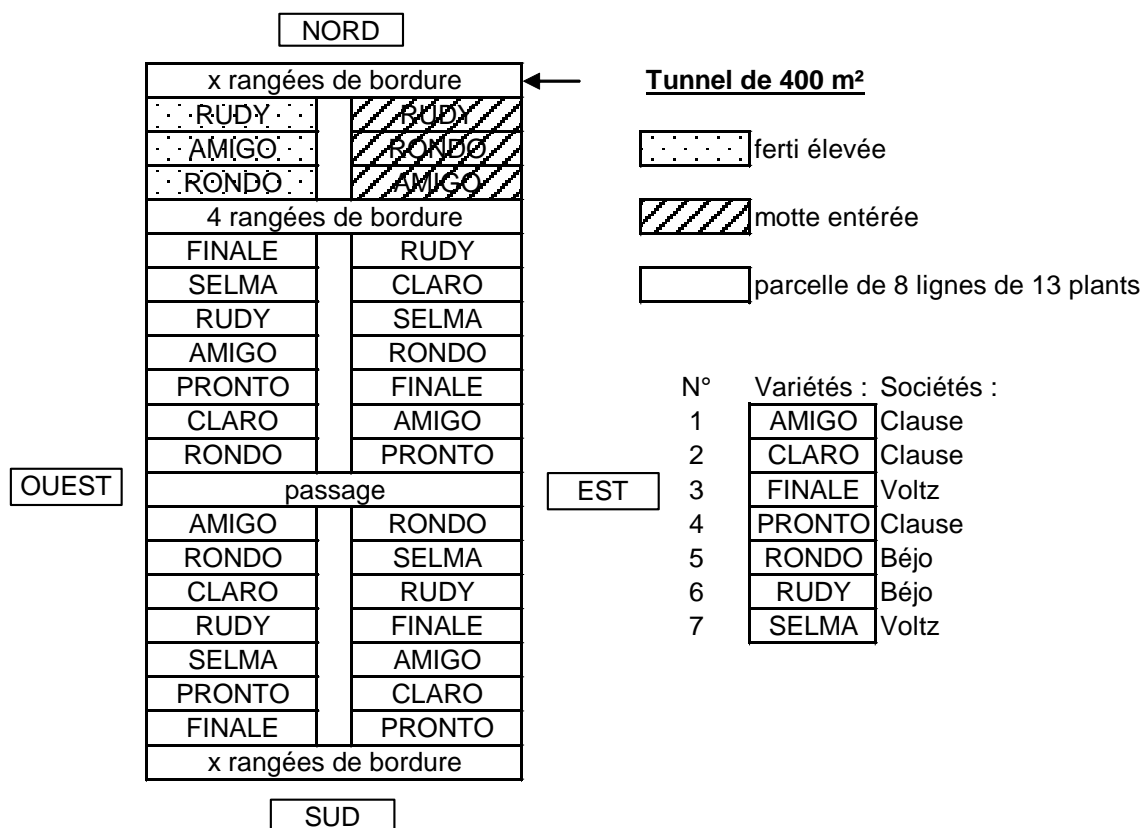 NORD
x rangées de bordure
Tunnel de 400 m²
RUDY RUDY
AMIGO RONDO
ferti élevée
RONDO AMIGO
4 rangées de bordure
motte entérée
FINALE RUDY
SELMA CLARO
parcelle de 8 lignes de 13 plants
RUDY SELMA
AMIGO RONDO
PRONTO FINALE
N° Variétés : Sociétés :
CLARO AMIGO
1 AMIGO Clause
RONDO PRONTO
2 CLARO Clause
OUEST
passage
EST
3 FINALE Voltz
AMIGO RONDO
4 PRONTO Clause
RONDO SELMA
5 RONDO Béjo
CLARO RUDY
6 RUDY Béjo
RUDY FINALE
7 SELMA Voltz
SELMA AMIGO
PRONTO CLARO
FINALE PRONTO
x rangées de bordure
SUD